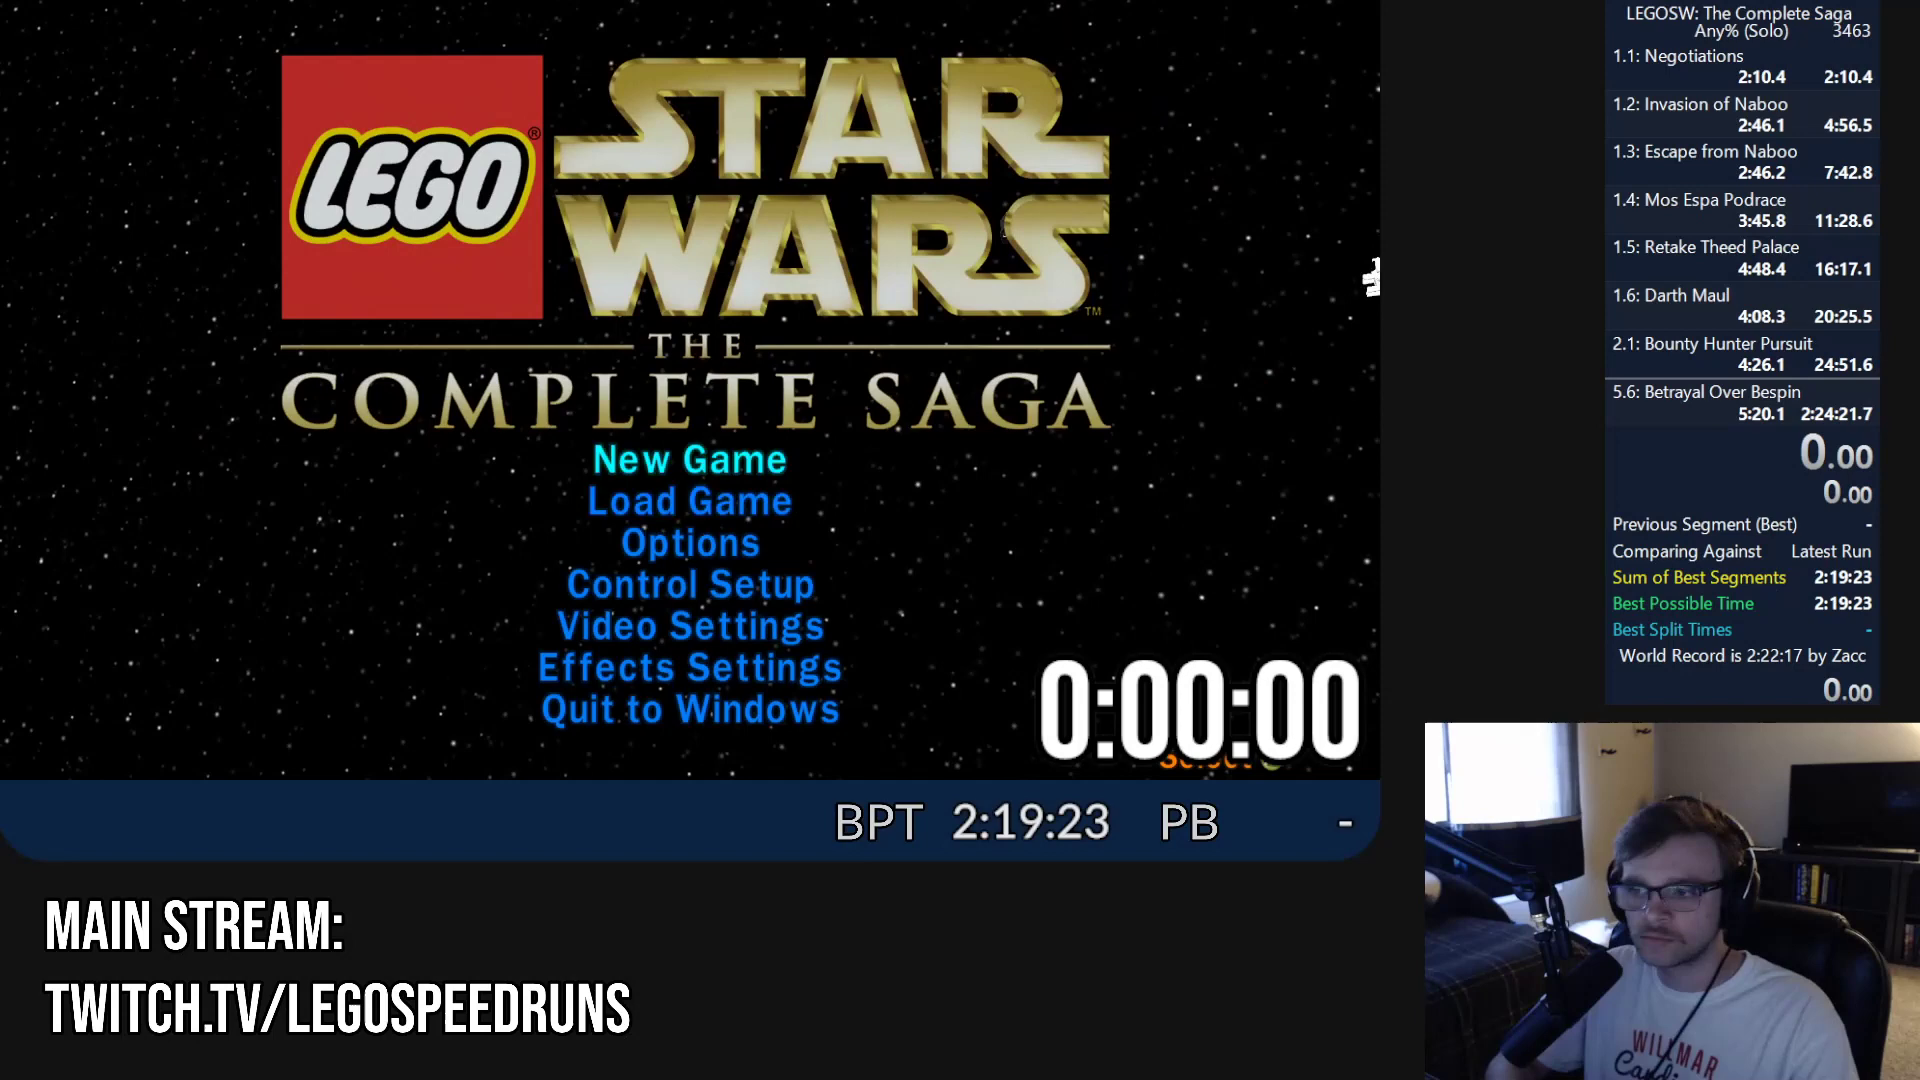 LEGO ®
STAR
WARS ™
THE
COMPLETE SAGA
New Game
Load Game
Options
Control Setup
Video Settings
Effects Settings
Quit to Windows
0:00:00
Select
BPT 2:19:23 PB -
MAIN STREAM:
TWITCH.TV/LEGOSPEEDRUNS
LEGOSW: The Complete Saga
Any% (Solo) 3463
1.1: Negotiations
2:10.4 2:10.4
1.2: Invasion of Naboo
2:46.1 4:56.5
1.3: Escape from Naboo
2:46.2 7:42.8
1.4: Mos Espa Podrace
3:45.8 11:28.6
1.5: Retake Theed Palace
4:48.4 16:17.1
1.6: Darth Maul
4:08.3 20:25.5
2.1: Bounty Hunter Pursuit
4:26.1 24:51.6
5.6: Betrayal Over Bespin
5:20.1 2:24:21.7
0.00
0.00
Previous Segment (Best) -
Comparing Against Latest Run
Sum of Best Segments 2:19:23
Best Possible Time 2:19:23
Best Split Times -
World Record is 2:22:17 by Zacc
0.00
WILLMAR